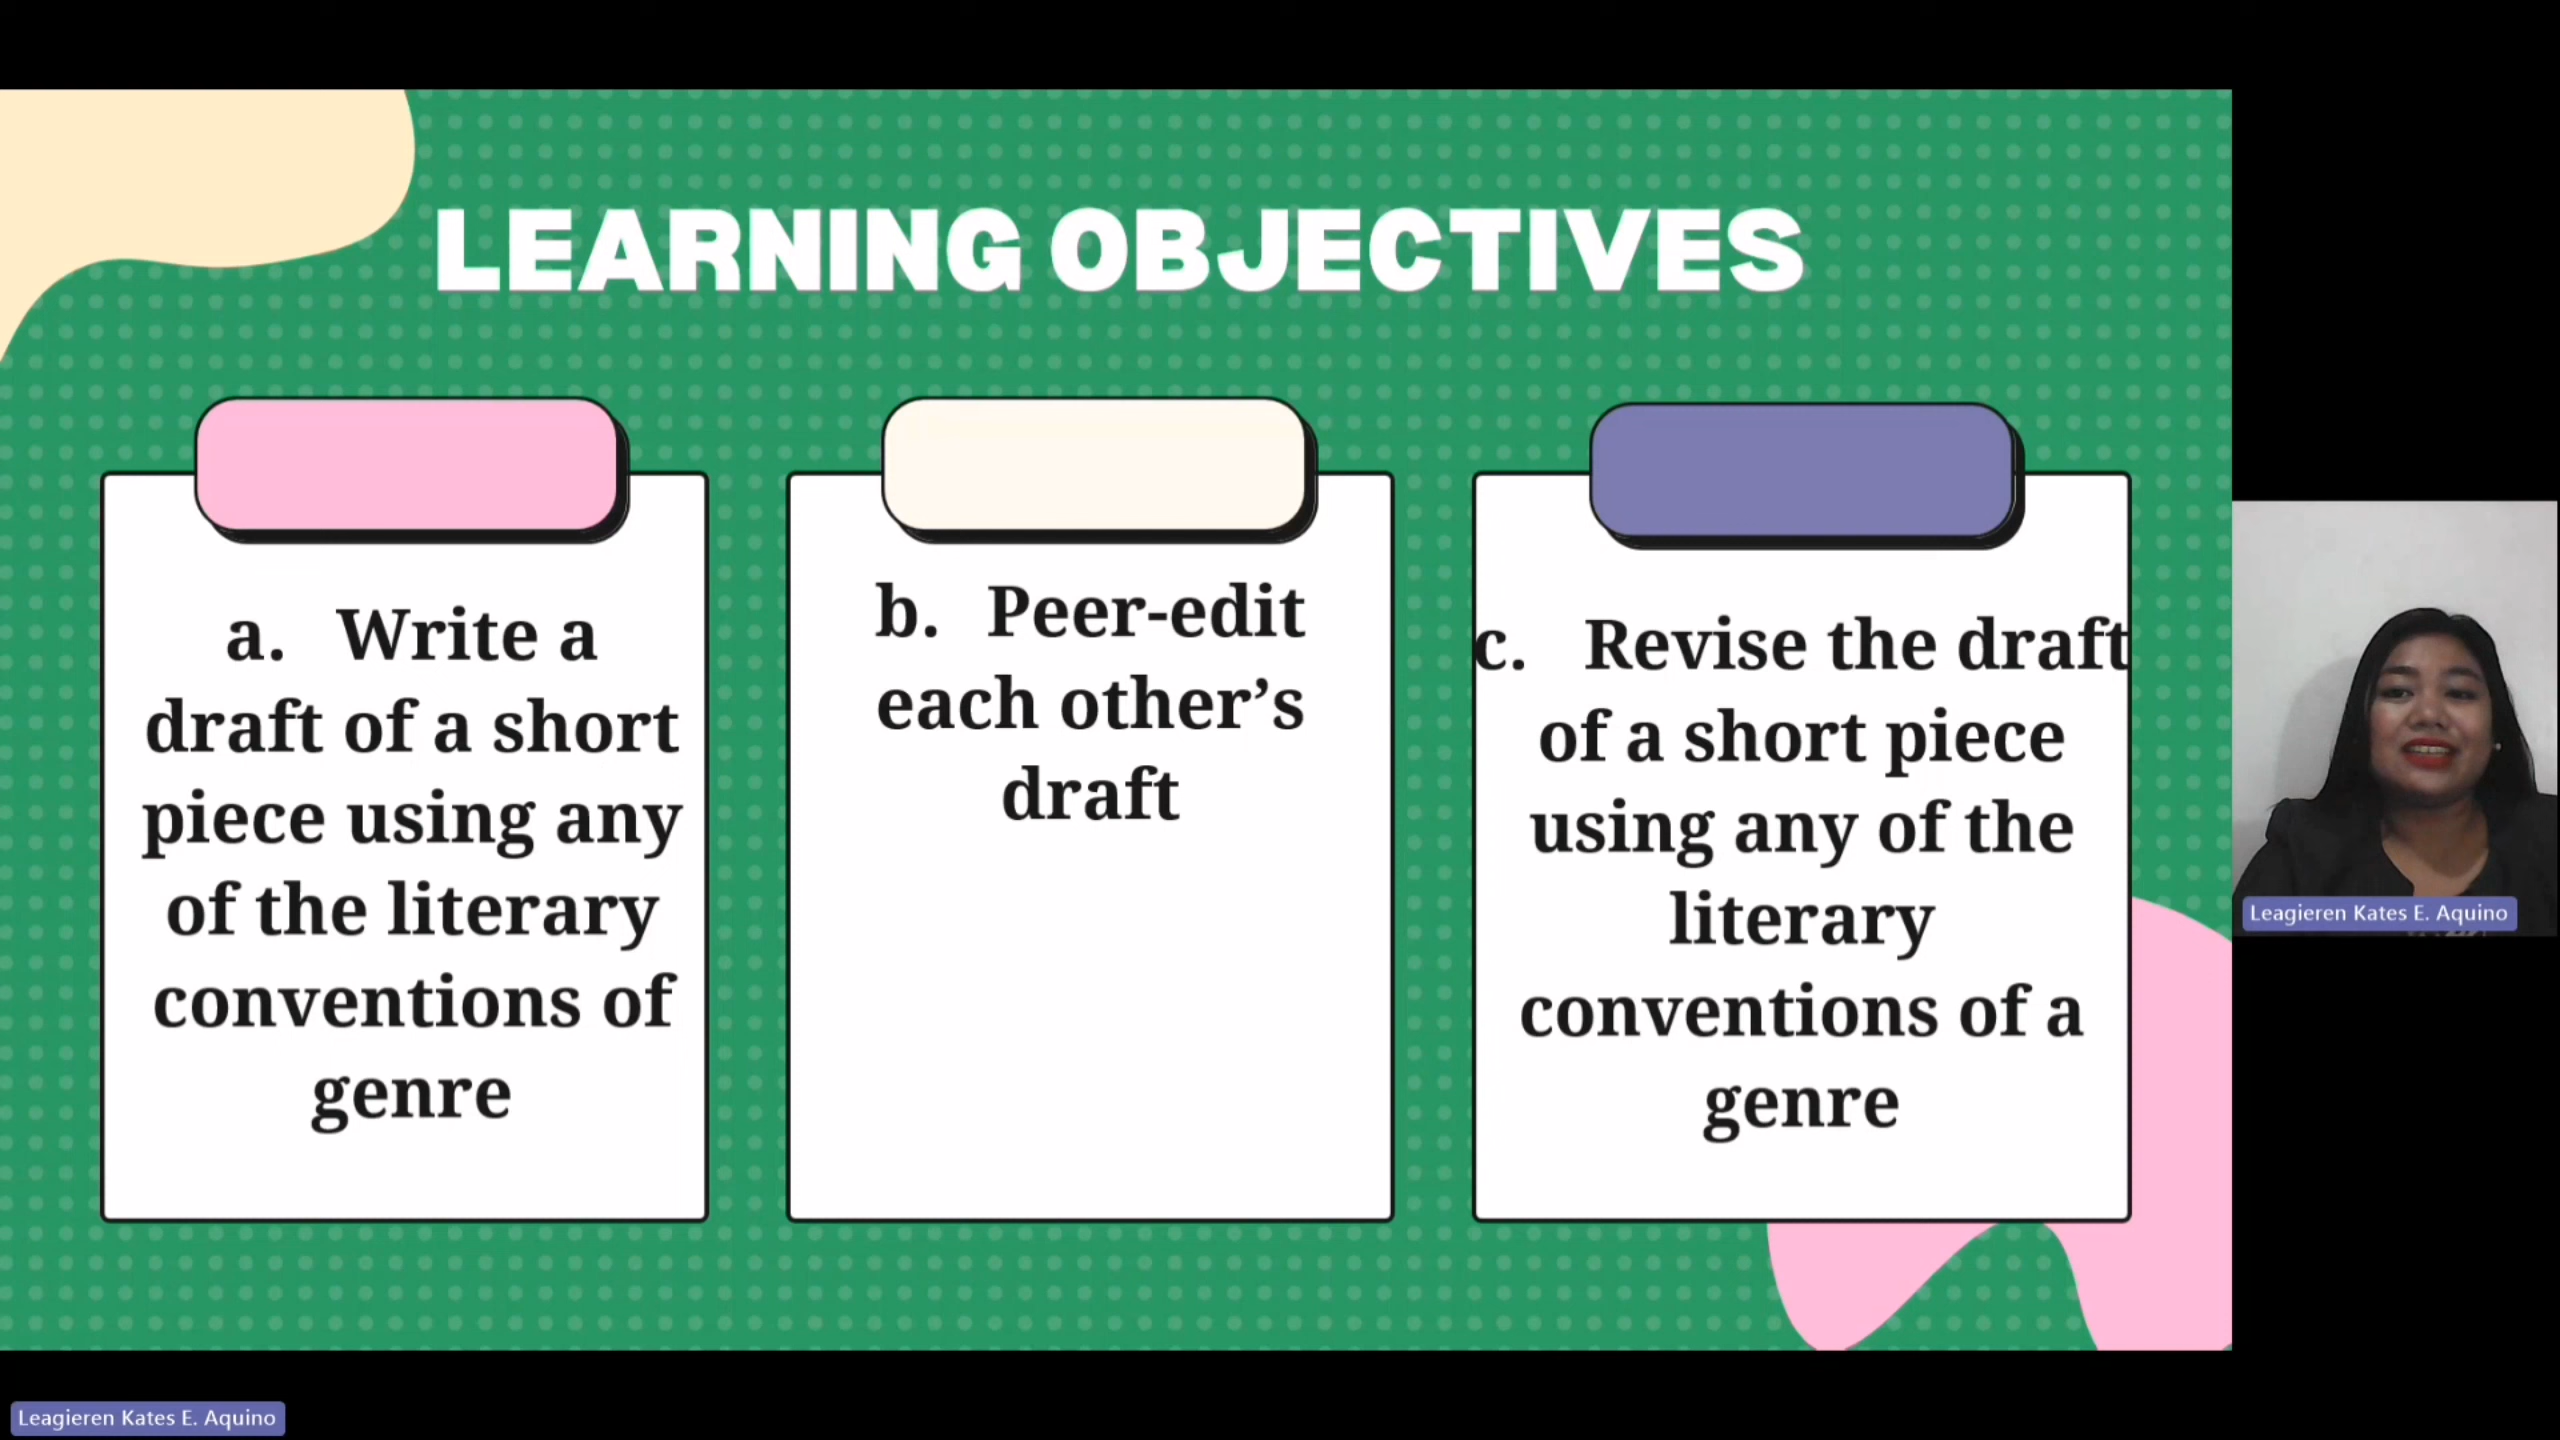 LEARNING OBJECTIVES
a. Write a
draft of a short
piece using any
of the literary
conventions of
genre
b. Peer-edit
each other’s
draft
c. Revise the draft
of a short piece
using any of the
literary
conventions of a
genre
Leagieren Kates E. Aquino
Leagieren Kates E. Aquino